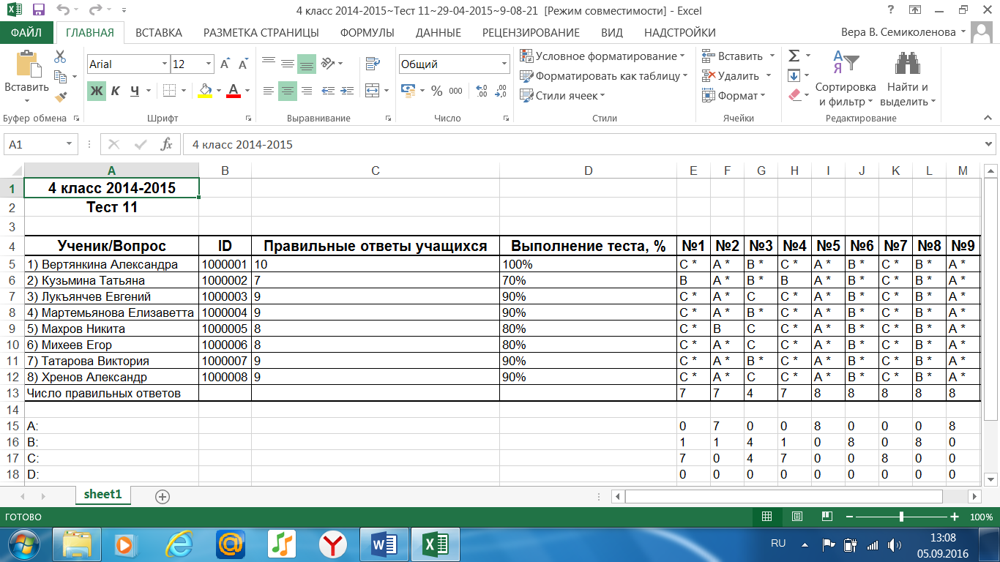 4 класс 2014-2015~Тест 11~29-04-2015~9-08-21 [Режим совместимости] - Excel
ФАЙЛ ГЛАВНАЯ ВСТАВКА РАЗМЕТКА СТРАНИЦЫ ФОРМУЛЫ ДАННЫЕ РЕЦЕНЗИРОВАНИЕ ВИД НАДСТРОЙКИ Вера В. Семиколенова
Arial 12 Общий Условное форматирование Вставить Σ
Вставить Форматировать как таблицу Удалить Сортировка и фильтр Найти и выделить
Ж К Ч А % 000 Стили ячеек Формат
Буфер обмена Шрифт Выравнивание Число Стили Ячейки Редактирование
A1 fx 4 класс 2014-2015
A B C D E F G H I J K L M
1 4 класс 2014-2015
2 Тест 11
3
4 Ученик/Вопрос ID Правильные ответы учащихся Выполнение теста, % №1 №2 №3 №4 №5 №6 №7 №8 №9
5 1) Вертянкина Александра 1000001 10 100% C * A * B * C * A * B * C * B * A *
6 2) Кузьмина Татьяна 1000002 7 70% B A * B * B A * B * C * B * A *
7 3) Лукъянчев Евгений 1000003 9 90% C * A * C C * A * B * C * B * A *
8 4) Мартемьянова Елизаветта 1000004 9 90% C * A * B * C * A * B * C * B * A *
9 5) Махров Никита 1000005 8 80% C * B C C * A * B * C * B * A *
10 6) Михеев Егор 1000006 8 80% C * A * C C * A * B * C * B * A *
11 7) Татарова Виктория 1000007 9 90% C * A * B * C * A * B * C * B * A *
12 8) Хренов Александр 1000008 9 90% C * A * C C * A * B * C * B * A *
13 Число правильных ответов 7 7 4 7 8 8 8 8 8
14
15 A: 0 7 0 0 8 0 0 0 8
16 B: 1 1 4 1 0 8 0 8 0
17 C: 7 0 4 7 0 0 8 0 0
18 D: 0 0 0 0 0 0 0 0 0
sheet1
ГОТОВО 100%
RU 13:08
05.09.2016